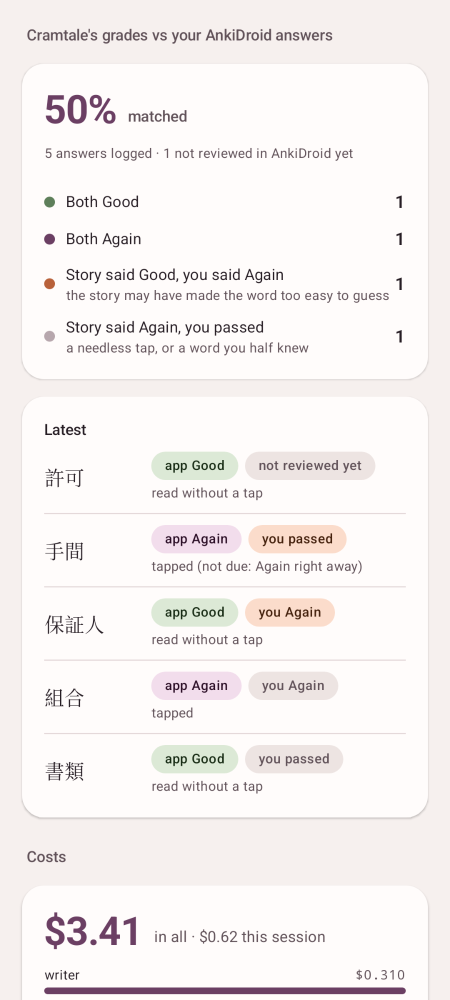 Cramtale's grades vs your AnkiDroid answers
50% matched
5 answers logged · 1 not reviewed in AnkiDroid yet
Both Good 1
Both Again 1
Story said Good, you said Again 1
the story may have made the word too easy to guess
Story said Again, you passed 1
a needless tap, or a word you half knew
Latest
許可 app Good not reviewed yet
read without a tap
手間 app Again you passed
tapped (not due: Again right away)
保証人 app Good you Again
read without a tap
組合 app Again you Again
tapped
書類 app Good you passed
read without a tap
Costs
$3.41 in all · $0.62 this session
writer $0.310